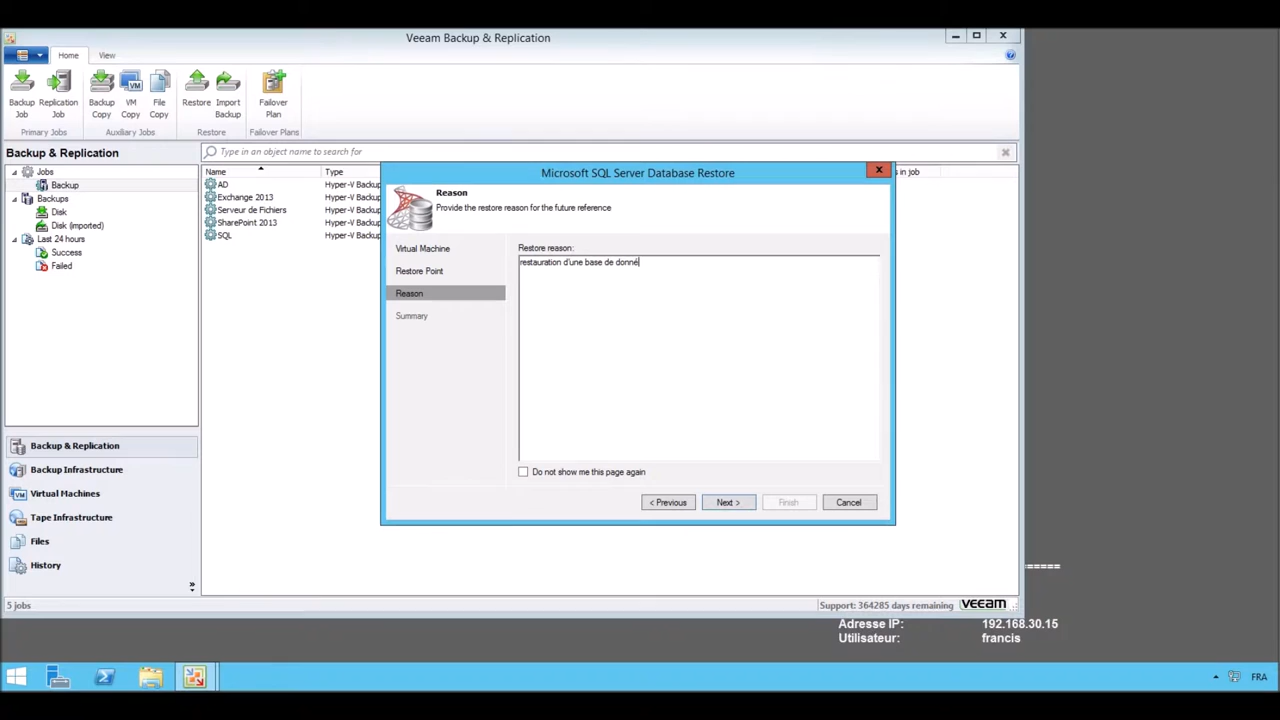 Veeam Backup & Replication
Home View
Backup Job
Replication Job
Backup Copy
VM Copy
File Copy
Restore
Import Backup
Failover Plan
Primary Jobs
Auxiliary Jobs
Restore
Failover Plans
Backup & Replication
Type in an object name to search for
Jobs
Backup
Backups
Disk
Disk (imported)
Last 24 hours
Success
Failed
Name Type s in job
AD Hyper-V Backup
Exchange 2013 Hyper-V Backup
Serveur de Fichiers Hyper-V Backup
SharePoint 2013 Hyper-V Backup
SQL Hyper-V Backup
Microsoft SQL Server Database Restore
Reason
Provide the restore reason for the future reference
Virtual Machine
Restore Point
Reason
Summary
Restore reason:
restauration d'une base de donné
Do not show me this page again
< Previous Next > Finish Cancel
Backup & Replication
Backup Infrastructure
Virtual Machines
Tape Infrastructure
Files
History
5 jobs
Support: 364285 days remaining veeam
======
Adresse IP: 192.168.30.15
Utilisateur: francis
FRA